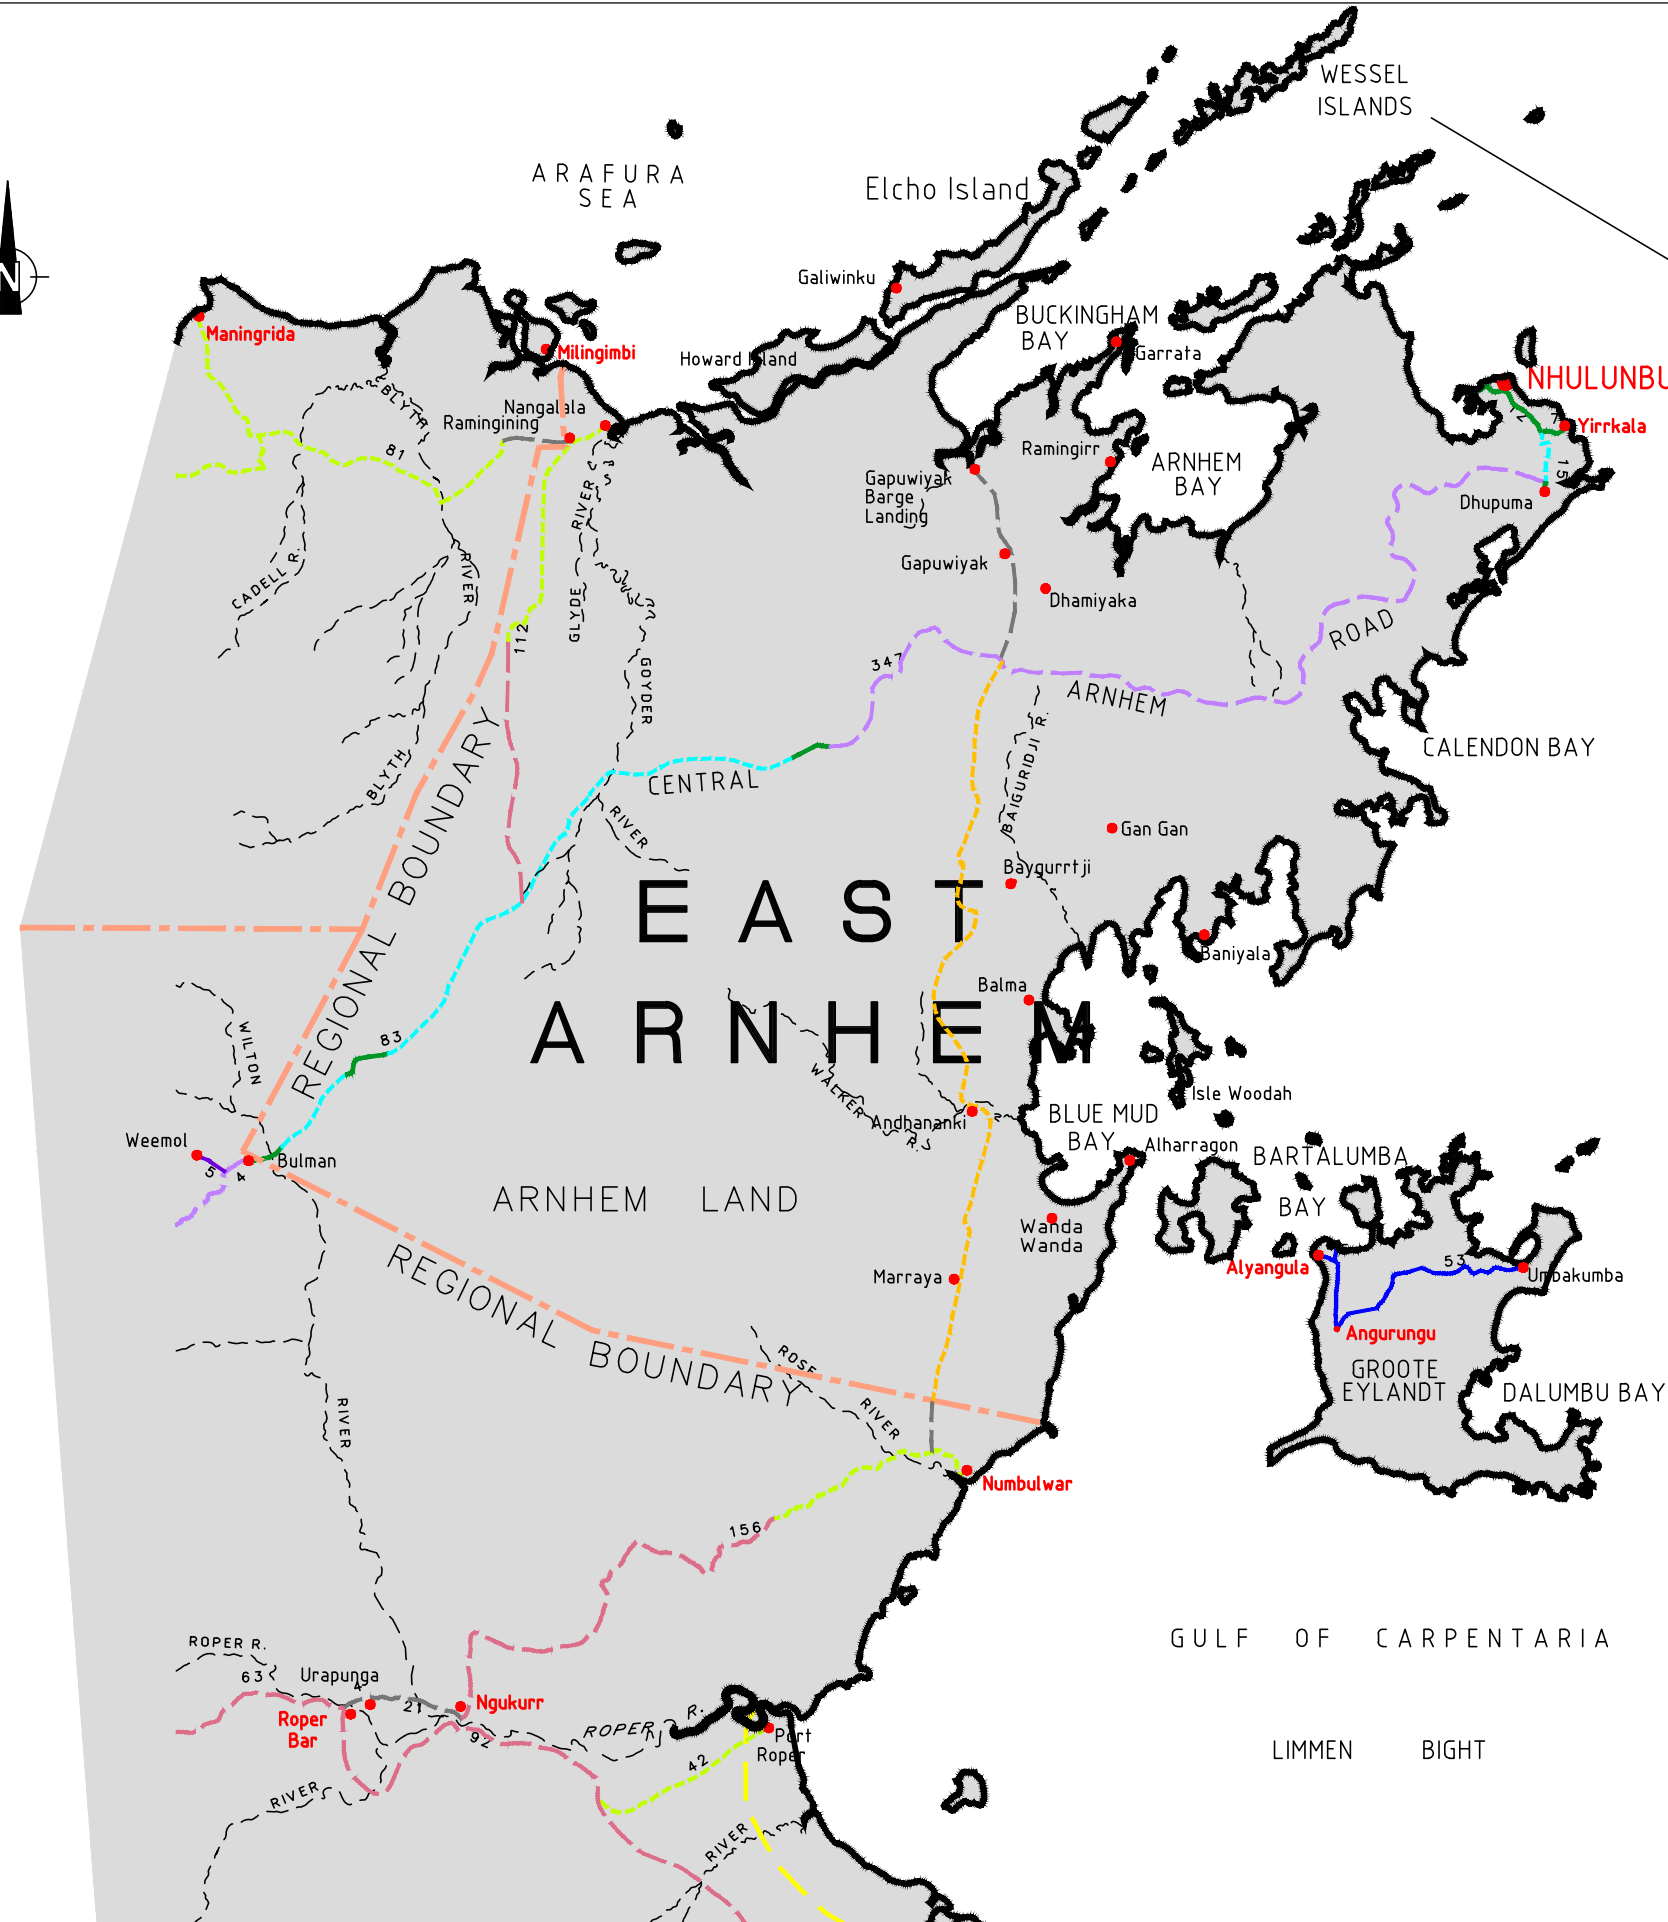 WESSEL
ISLANDS
ARAFURA
SEA
Elcho Island
N
Galiwinku
BUCKINGHAM
BAY
Maningrida
Milingimbi
Howard Island
Garrata
NHULUNBU
Nangalala
Ramingining
BLYTH
12
Yirrkala
81
Ramingirr
ARNHEM
BAY
15
Gapuwiyak
Barge
Landing
Dhupuma
RIVER
CADELL R.
RIVER
Gapuwiyak
GLYDE
Dhamiyaka
112
ROAD
347
GOYDER
ARNHEM
BAIGURIDJI R.
CALENDON BAY
BLYTH
CENTRAL
RIVER
Gan Gan
REGIONAL BOUNDARY
Baygurrtji
EAST
Baniyala
Balma
ARNHEM
WILTON
83
WALKER
R.S
Isle Woodah
Andhananki
BLUE MUD
BAY
Alharragon
BARTALUMBA
BAY
Weemol
5
4
Bulman
ARNHEM LAND
Wanda
Wanda
Alyangula
53
Umbakumba
Marraya
REGIONAL BOUNDARY
Angurungu
GROOTE
EYLANDT
DALUMBU BAY
ROSE
RIVER
RIVER
Numbulwar
156
GULF OF CARPENTARIA
ROPER R.
63
Urapunga
4
21
Ngukurr
Roper
Bar
92
ROPER R.
Port
Roper
42
LIMMEN BIGHT
RIVER
RIVER